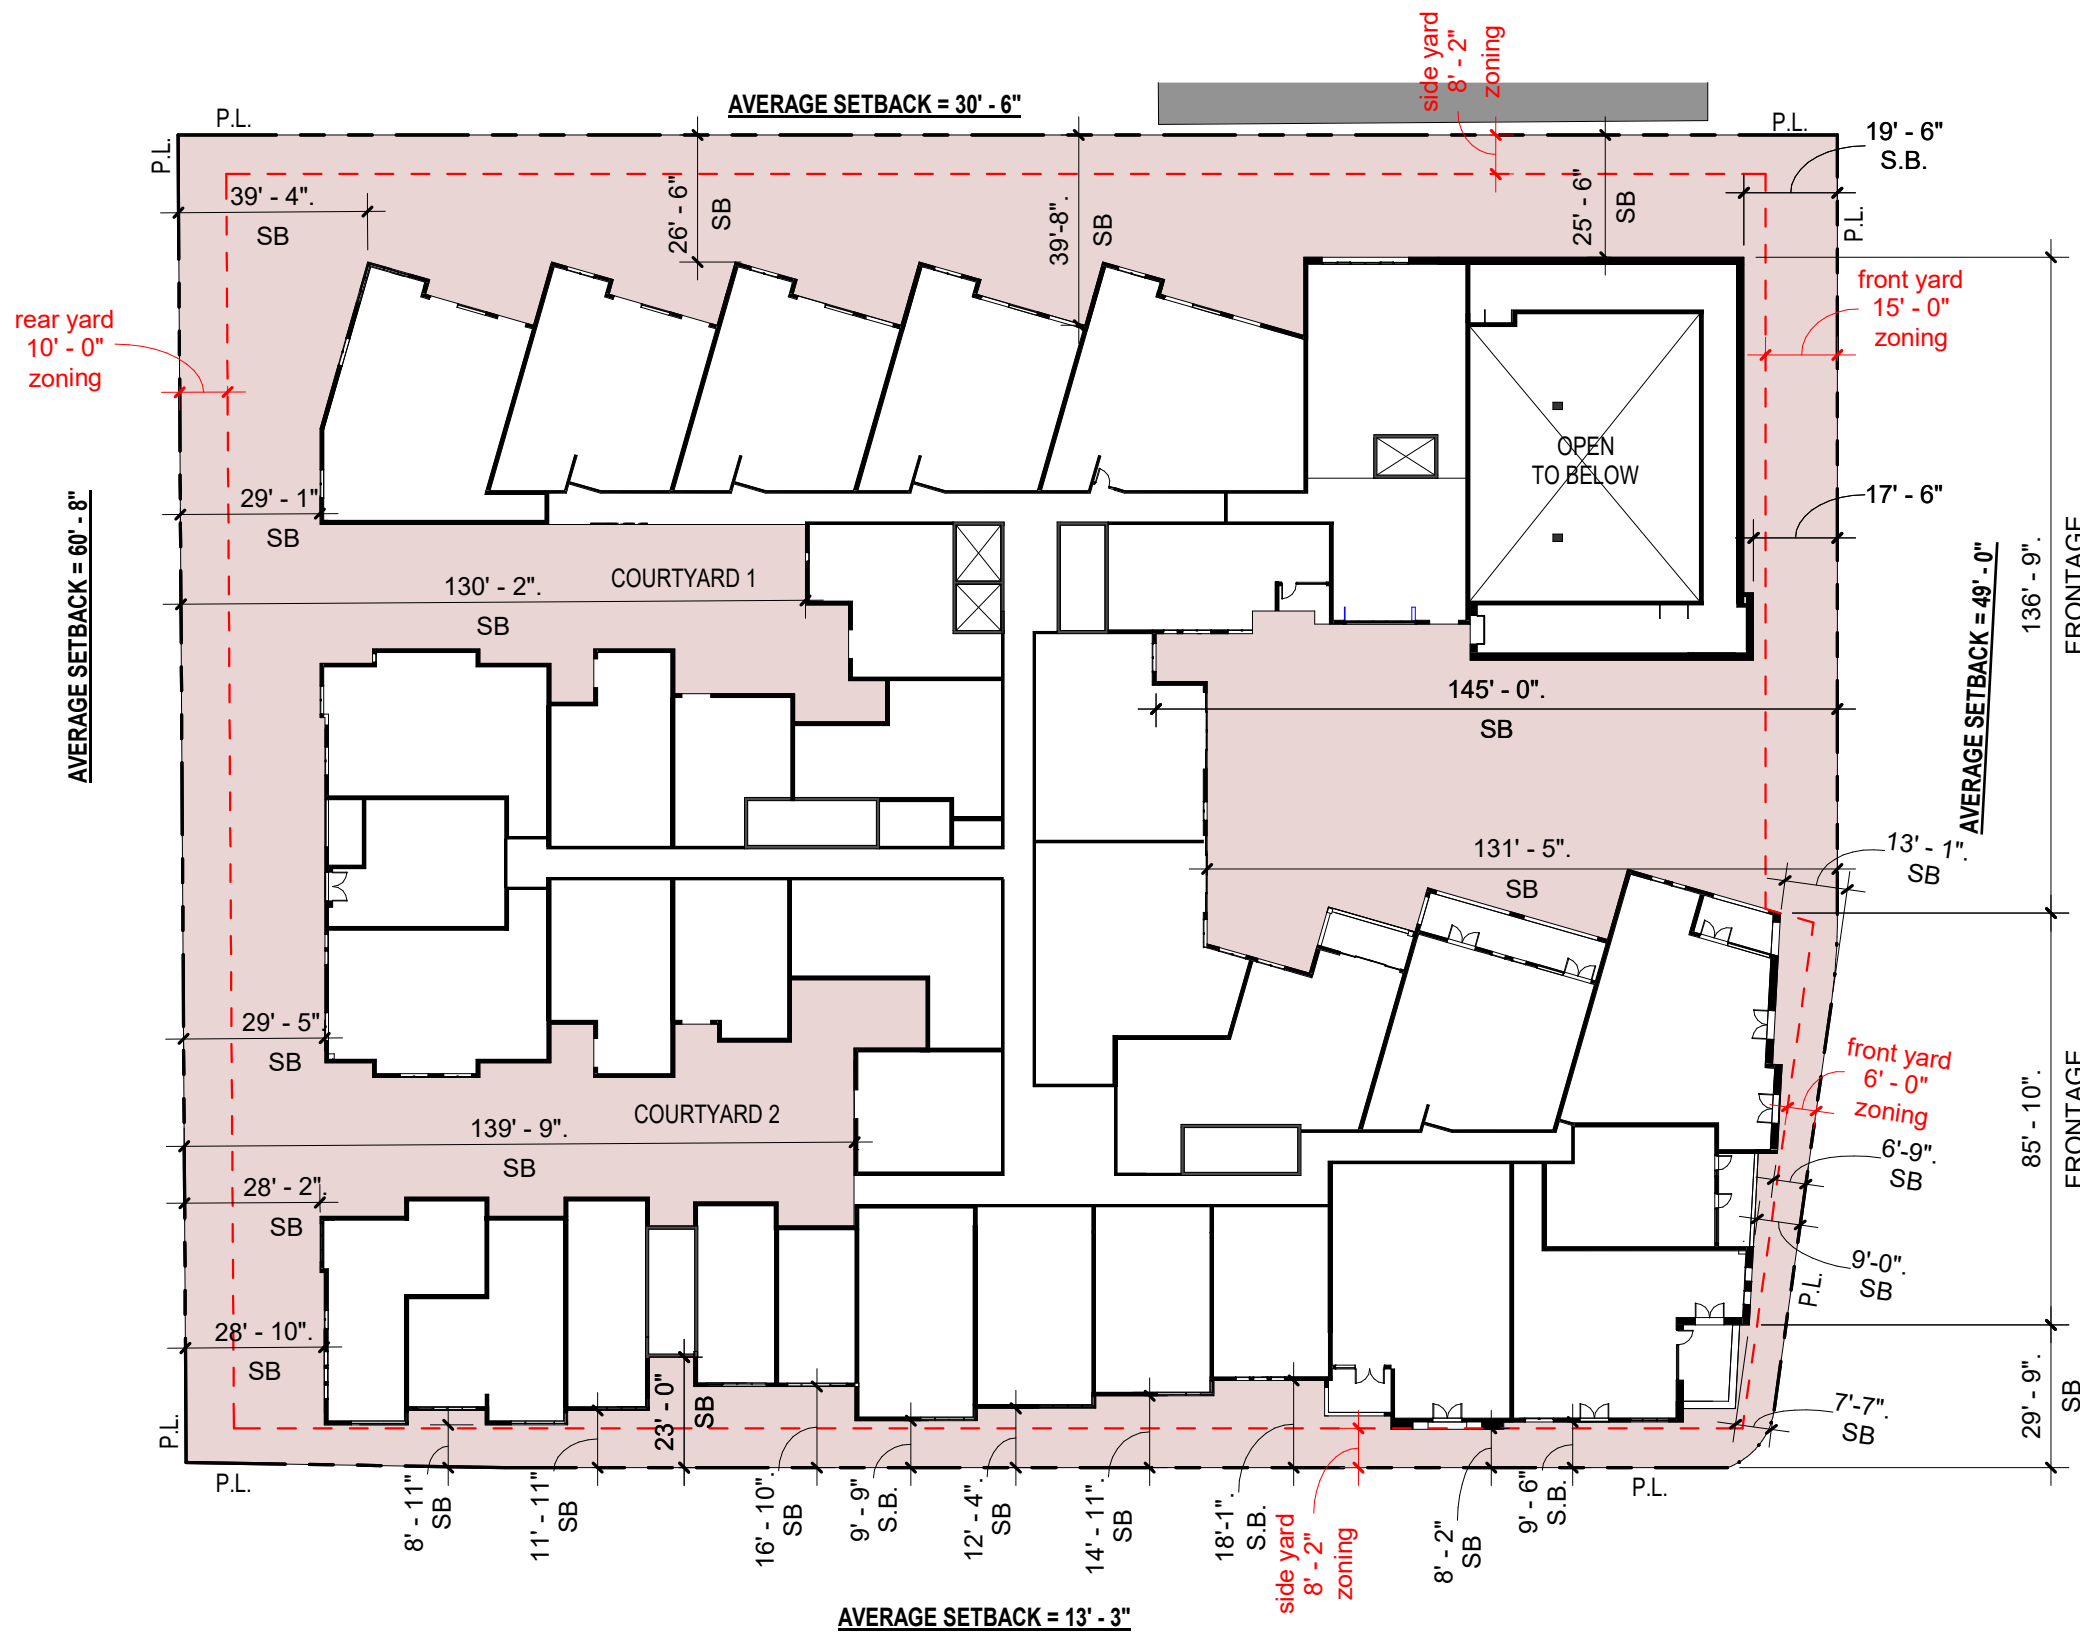 side yard
8' - 2"
zoning
AVERAGE SETBACK = 30' - 6"
P.L.
P.L.
P.L.
19' - 6"
S.B.
39' - 4".
SB
26' - 6"
SB
39'-8".
SB
25' - 6"
SB
P.L.
front yard
15' - 0"
zoning
rear yard
10' - 0"
zoning
OPEN
TO BELOW
29' - 1"
SB
17' - 6"
AVERAGE SETBACK = 60' - 8"
130' - 2".
SB
COURTYARD 1
136' - 9".
FRONTAGE
AVERAGE SETBACK = 49' - 0"
145' - 0".
SB
131' - 5".
SB
13' - 1".
SB
29' - 5".
SB
front yard
6' - 0"
zoning
COURTYARD 2
139' - 9".
SB
85' - 10".
FRONTAGE
6'-9".
SB
28' - 2".
SB
9'-0".
SB
P.L.
28' - 10".
SB
23' - 0"
SB
7'-7".
SB
29' - 9".
SB
P.L.
P.L.
P.L.
8' - 11"
SB
11' - 11"
SB
16' - 10".
SB
9' - 9"
S.B.
12' - 4".
SB
14' - 11".
SB
18'-1".
S.B.
side yard
8' - 2"
zoning
8' - 2"
SB
9' - 6"
S.B.
AVERAGE SETBACK = 13' - 3"